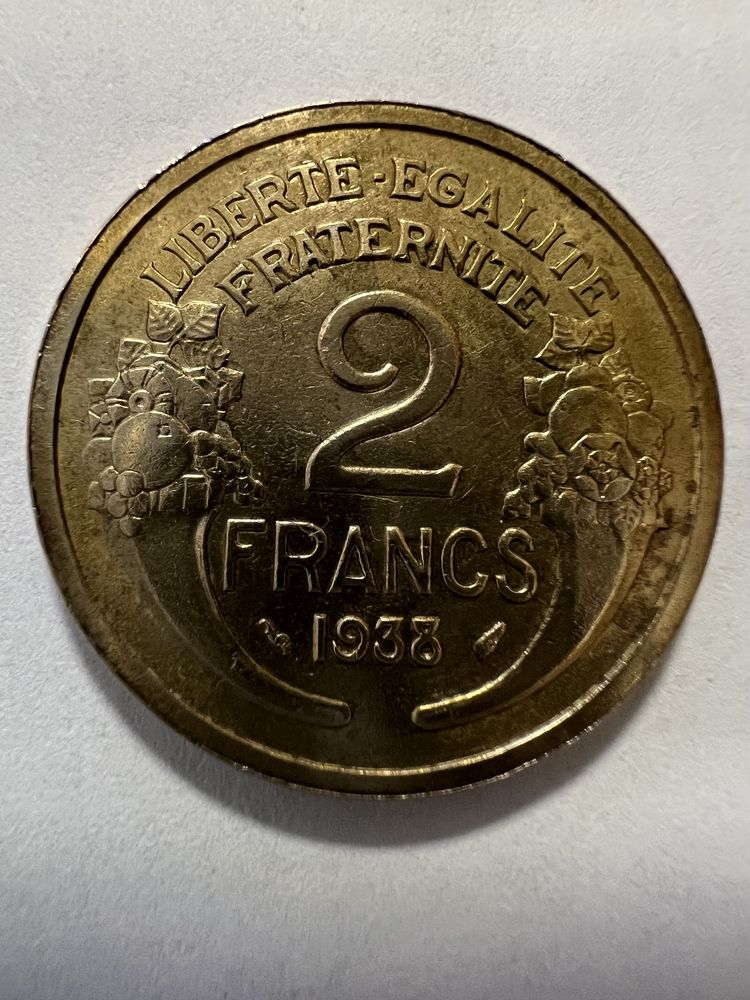 LIBERTE-EGALITE
FRATERNITE
2
FRANCS
1938